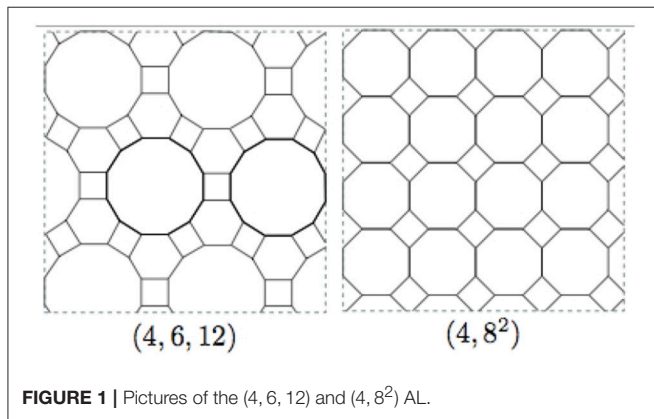 (4, 6, 12)
(4, 8²)
FIGURE 1 | Pictures of the (4, 6, 12) and (4, 8²) AL.